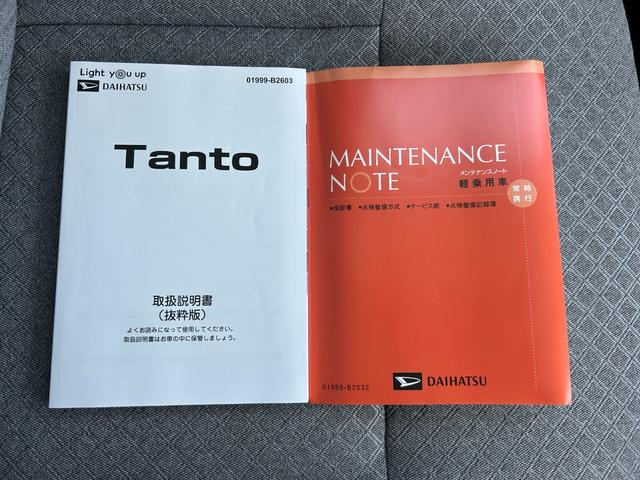 Light you up
DAIHATSU
01999-B2603
Tanto
取扱説明書
（抜粋版）
よくお読みになって使用してください。
取扱説明書はお車の中に保管しましょう。
MAINTENANCE
NOTE
メンテナンスノート
軽乗用車
常時
携行
●保証書 ●点検整備方式 ●サービス網 ●点検整備記録簿
01989-B2032
DAIHATSU